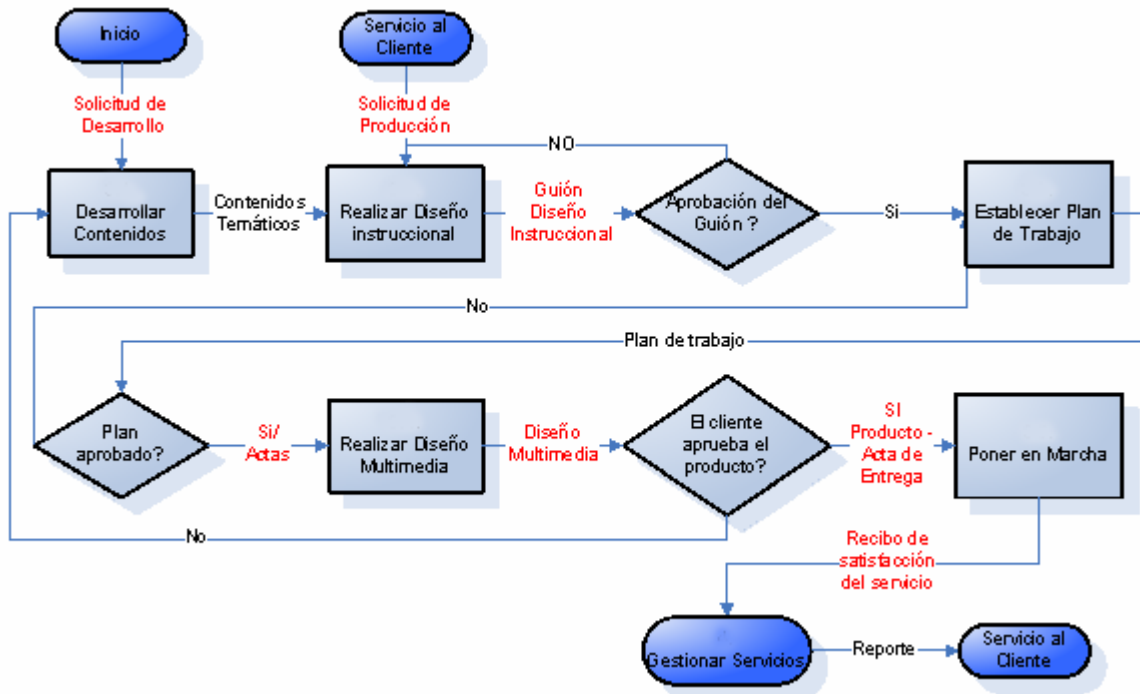 Inicio
Servicio al
Cliente
Solicitud de
Desarrollo
Solicitud de
Producción
NO
Desarrollar
Contenidos
Contenidos
Temáticos
Realizar Diseño
instruccional
Guión
Diseño
Instruccional
Aprobación del
Guión ?
Si
Establecer Plan
de Trabajo
No
Plan de trabajo
Plan
aprobado?
Si/
Actas
Realizar Diseño
Multimedia
Diseño
Multimedia
El cliente
aprueba el
producto?
SI
Producto -
Acta de
Entrega
Poner en Marcha
No
Recibo de
satisfacción
del servicio
Gestionar Servicios
Reporte
Servicio al
Cliente